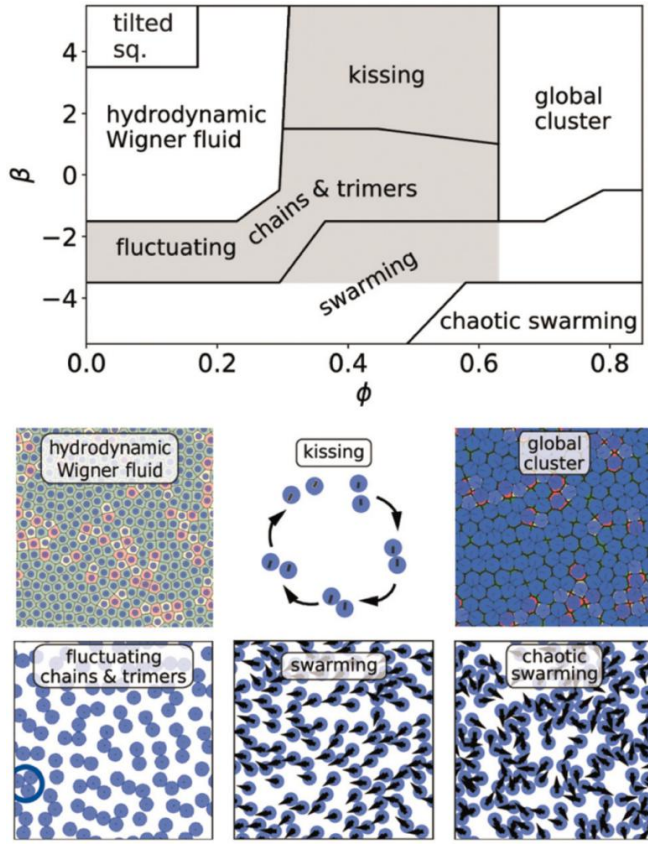 tilted
sq.
kissing
global
cluster
hydrodynamic
Wigner fluid
chains & trimers
fluctuating
swarming
chaotic swarming
4
2
0
−2
−4
β
0.0 0.2 0.4 0.6 0.8
ϕ
hydrodynamic
Wigner fluid
kissing
global
cluster
fluctuating
chains & trimers
swarming
chaotic
swarming